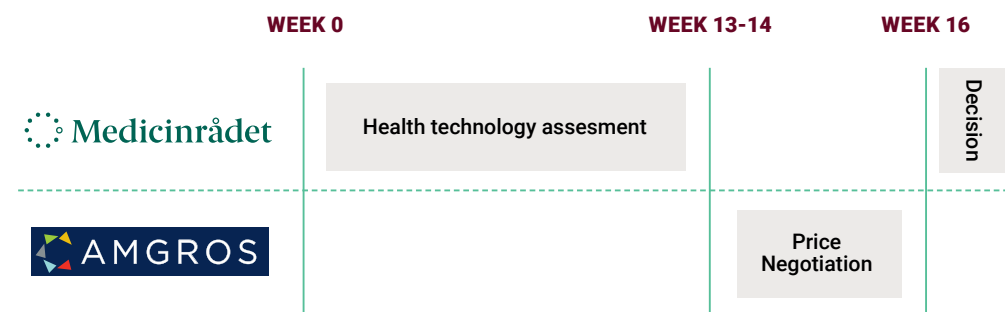 WEEK 0
WEEK 13-14
WEEK 16
Medicinrådet
Health technology assesment
Decision
AMGROS
Price
Negotiation